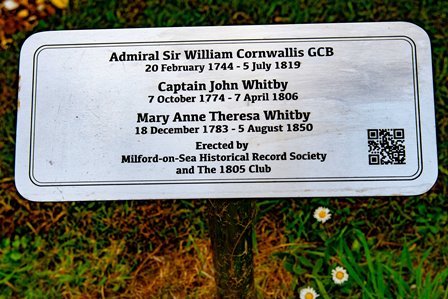 Admiral Sir William Cornwallis GCB
20 February 1744 - 5 July 1819
Captain John Whitby
7 October 1774 - 7 April 1806
Mary Anne Theresa Whitby
18 December 1783 - 5 August 1850
Erected by
Milford-on-Sea Historical Record Society
and The 1805 Club